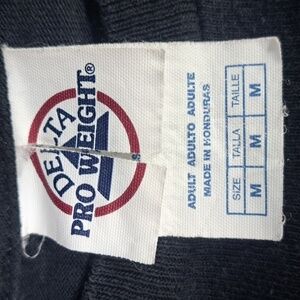 DELTA
PRO WEIGHT®
ADULT ADULTO ADULTE
MADE IN HONDURAS
SIZE TALLA TAILLE
M M M